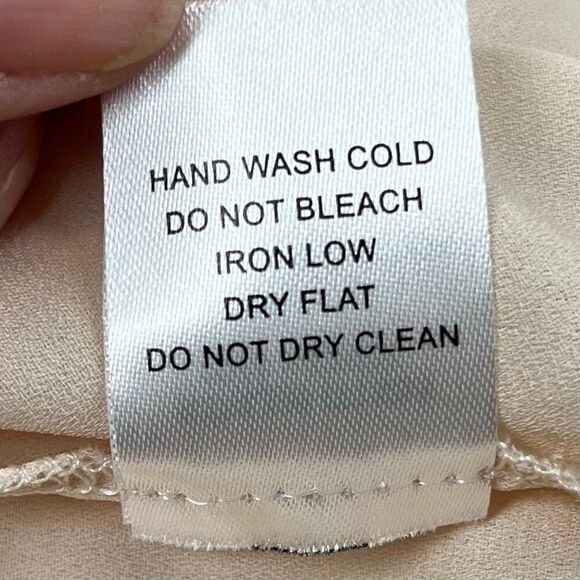 HAND WASH COLD
DO NOT BLEACH
IRON LOW
DRY FLAT
DO NOT DRY CLEAN